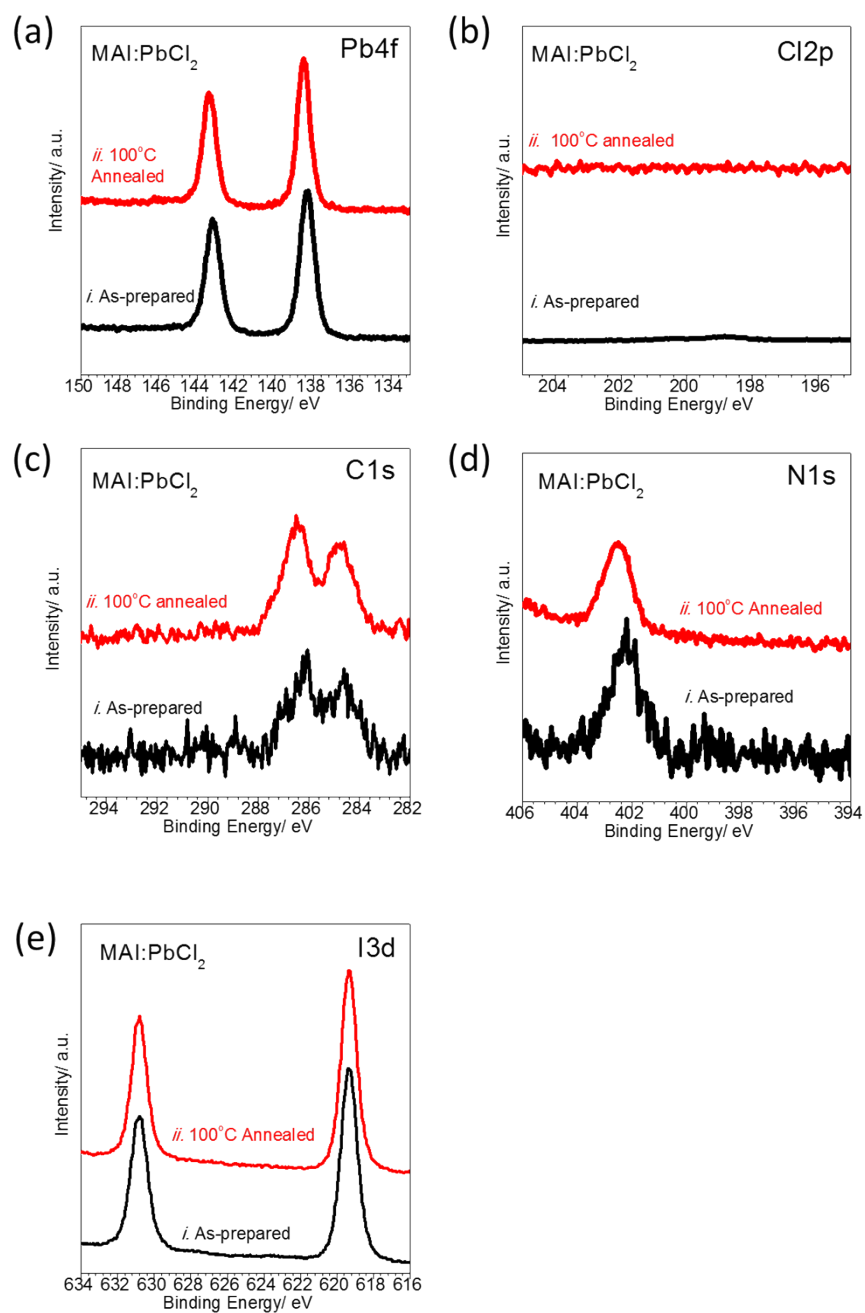 (a)
MAI:PbCl2
Pb4f
ii. 100°C
Annealed
i. As-prepared
Intensity/ a.u.
150 148 146 144 142 140 138 136 134
Binding Energy/ eV
(b)
MAI:PbCl2
Cl2p
ii. 100°C annealed
i. As-prepared
Intensity/ a.u.
204 202 200 198 196
Binding Energy/ eV
(c)
MAI:PbCl2
C1s
ii. 100°C annealed
i. As-prepared
Intensity/ a.u.
294 292 290 288 286 284 282
Binding Energy/ eV
(d)
MAI:PbCl2
N1s
ii. 100°C Annealed
i. As-prepared
Intensity/ a.u.
406 404 402 400 398 396 394
Binding Energy/ eV
(e)
MAI:PbCl2
I3d
ii. 100°C Annealed
i. As-prepared
Intensity/ a.u.
634 632 630 628 626 624 622 620 618 616
Binding Energy/ eV